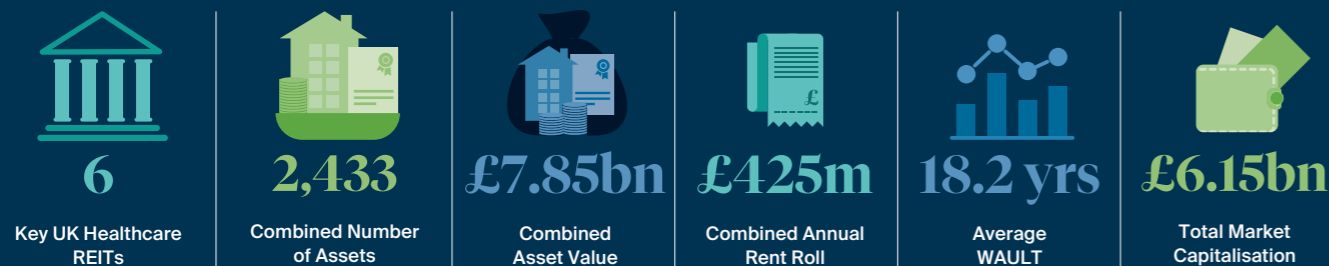 6
Key UK Healthcare
REITs
2,433
Combined Number
of Assets
£7.85bn
Combined
Asset Value
£
£425m
Combined Annual
Rent Roll
18.2 yrs
Average
WAULT
£6.15bn
Total Market
Capitalisation